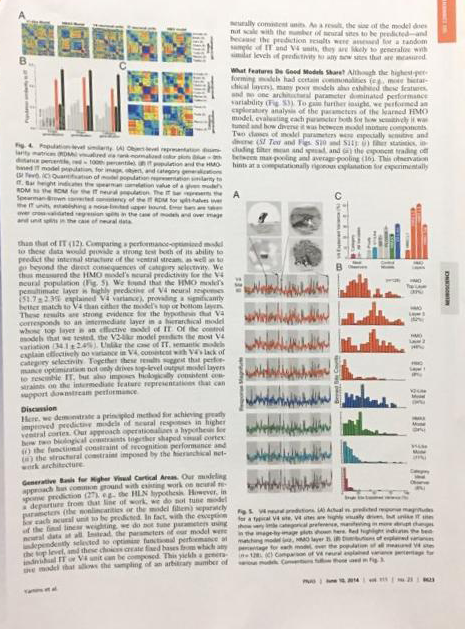 neurally consistent units. As a result, the size of the model does
not scale with the number of neural sites to be predicted—and
because the prediction results were assessed for a random
sample of IT and V4 units, they are likely to generalize with
similar levels of predictivity to any new sites that are measured.
What Features Do Good Models Share? Although the highest-per-
forming models had certain commonalities (e.g., more hierar-
chical layers), many poor models also exhibited these features,
and no one architectural parameter dominated performance
variability (Fig. S3). To gain further insight, we performed an
exploratory analysis of the parameters of the learned HMO
model, evaluating each parameter both for how sensitively it was
tuned and how diverse it was between model mixture components.
Two classes of model parameters were especially sensitive and
diverse (SI Text and Figs. S10 and S11): (i) filter statistics, in-
cluding filter mean and spread, and (ii) the exponent trading off
between max-pooling and average-pooling (16). This observation
hints at a computationally rigorous explanation for experimentally
A
B
C
Fig. 4. Population-level similarity. (A) Object-level representation dissimi-
larity matrices (RDMs) visualized via rank-normalized color plots (blue = 0th
distance percentile, red = 100th percentile). (B) IT population and the HMO-
based IT model population, for image, object, and category generalizations
(SI Text). (C) Quantification of model population representation similarity to
IT. Bar height indicates the spearman correlation value of a given model's
RDM to the RDM for the IT neural population. The IT bar represents the
Spearman-Brown corrected consistency of the IT RDM for split-halves over
the IT units, establishing a noise-limited upper bound. Error bars are taken
over cross-validated regression splits in the case of models and over image
and unit splits in the case of neural data.
than that of IT (12). Comparing a performance-optimized model
to these data would provide a strong test both of its ability to
predict the internal structure of the ventral stream, as well as to
go beyond the direct consequences of category selectivity. We
thus measured the HMO model's neural predictivity for the V4
neural population (Fig. 5). We found that the HMO model's
penultimate layer is highly predictive of V4 neural responses
(51.7 ± 2.3% explained V4 variance), providing a significantly
better match to V4 than either the model's top or bottom layers.
These results are strong evidence for the hypothesis that V4
corresponds to an intermediate layer in a hierarchical model
whose top layer is an effective model of IT. Of the control
models that we tested, the V2-like model predicts the most V4
variation (34.1 ± 2.4%). Unlike the case of IT, semantic models
explain effectively no variance in V4, consistent with V4's lack of
category selectivity. Together these results suggest that perfor-
mance optimization not only drives top-level output model layers
to resemble IT, but also imposes biologically consistent con-
straints on the intermediate feature representations that can
support downstream performance.
Discussion
Here, we demonstrate a principled method for achieving greatly
improved predictive models of neural responses in higher
ventral cortex. Our approach operationalizes a hypothesis for
how two biological constraints together shaped visual cortex:
(i) the functional constraint of recognition performance and
(ii) the structural constraint imposed by the hierarchical net-
work architecture.
Generative Basis for Higher Visual Cortical Areas. Our modeling
approach has common ground with existing work on neural re-
sponse prediction (27), e.g., the HLN hypothesis. However, in
a departure from that line of work, we do not tune model
parameters (the nonlinearities or the model filters) separately
for each neural unit to be predicted. In fact, with the exception
of the final linear weighting, we do not tune parameters using
neural data at all. Instead, the parameters of our model were
independently selected to optimize functional performance at
the top level, and these choices create fixed bases from which any
individual IT or V4 unit can be composed. This yields a genera-
tive model that allows the sampling of an arbitrary number of
A
C
B
HMO
Top Layer
HMO
Layer 3
HMO
Layer 2
HMO
Layer 1
V2-Like
Model
HMAX
Model
V1-Like
Model
Category
Ideal
Observer
Response Magnitude
Fig. 5. V4 neural predictions. (A) Actual vs. predicted response magnitudes
for a typical V4 site. V4 sites are highly visually driven, but unlike IT sites
show very little categorical preference, manifesting in more abrupt changes
in the image-by-image plots shown here. Red highlight indicates the best-
matching model (viz., HMO layer 3). (B) Distributions of explained variances
percentage for each model, over the population of all measured V4 sites
(n = 128). (C) Comparison of V4 neural explained variance percentage for
various models. Conventions follow those used in Fig. 3.
NEUROSCIENCE
Yamins et al.
PNAS | June 10, 2014 | vol. 111 | no. 23 | 8623